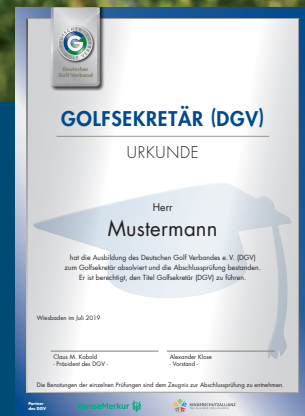 DEUTSCHER GOLF VERBAND
Deutscher
Golf Verband
GOLFSEKRETÄR (DGV)
URKUNDE
Herr
Mustermann
hat die Ausbildung des Deutschen Golf Verbandes e. V. (DGV)
zum Golfsekretär absolviert und die Abschlussprüfung bestanden.
Er ist berechtigt, den Titel Golfsekretär (DGV) zu führen.
Wiesbaden im Juli 2019
Claus M. Kobold
- Präsident des DGV -
Alexander Klose
- Vorstand -
Die Benotungen der einzelnen Prüfungen sind dem Zeugnis zur Abschlussprüfung zu entnehmen.
Partner
des DGV
HanseMerkur
KINDERSCHUTZALLIANZ